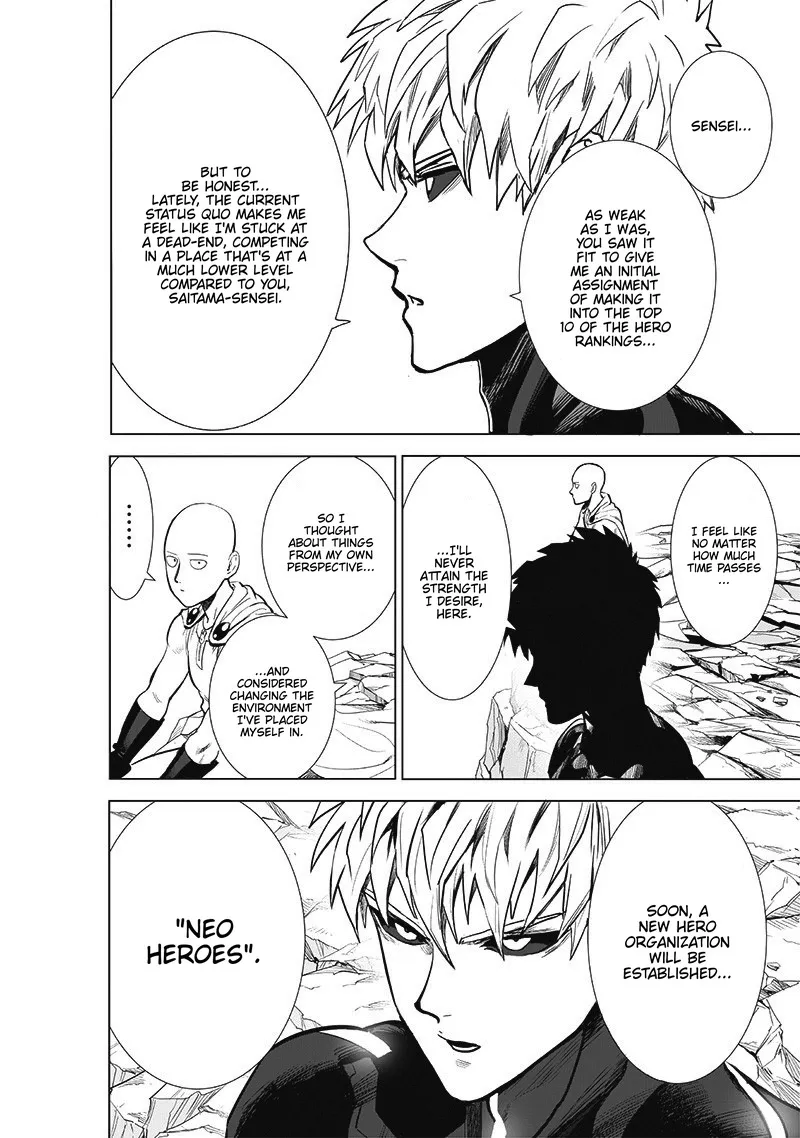 SENSEI...
AS WEAK
AS I WAS,
YOU SAW IT
FIT TO GIVE
ME AN INITIAL
ASSIGNMENT
OF MAKING IT
INTO THE TOP
10 OF THE HERO
RANKINGS...
BUT TO
BE HONEST...
LATELY, THE CURRENT
STATUS QUO MAKES ME
FEEL LIKE I'M STUCK AT
A DEAD-END, COMPETING
IN A PLACE THAT'S AT A
MUCH LOWER LEVEL
COMPARED TO YOU,
SAITAMA-SENSEI.
I FEEL LIKE
NO MATTER
HOW MUCH
TIME PASSES
...
...I'LL
NEVER
ATTAIN THE
STRENGTH
I DESIRE,
HERE.
SO I
THOUGHT
ABOUT THINGS
FROM MY OWN
PERSPECTIVE...
...AND
CONSIDERED
CHANGING THE
ENVIRONMENT
I'VE PLACED
MYSELF IN.
.......
SOON, A
NEW HERO
ORGANIZATION
WILL BE
ESTABLISHED...
"NEO
HEROES".